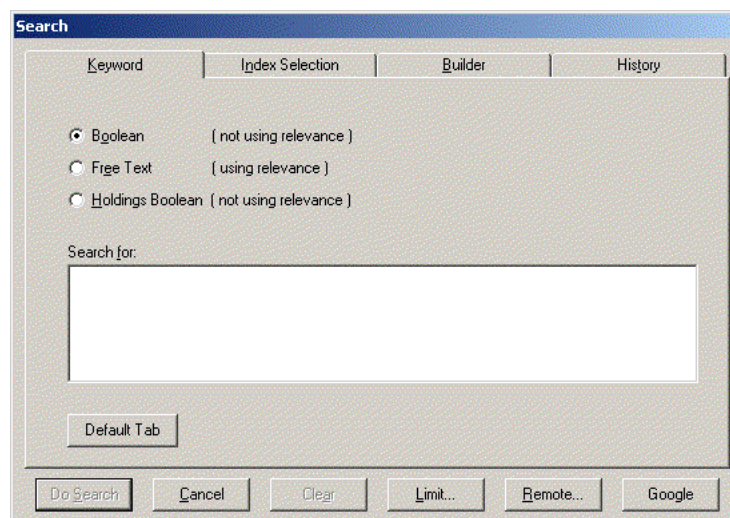 Search
Keyword Index Selection Builder History
Boolean ( not using relevance )
Free Text ( using relevance )
Holdings Boolean ( not using relevance )
Search for:
Default Tab
Do Search Cancel Clear Limit... Remote... Google